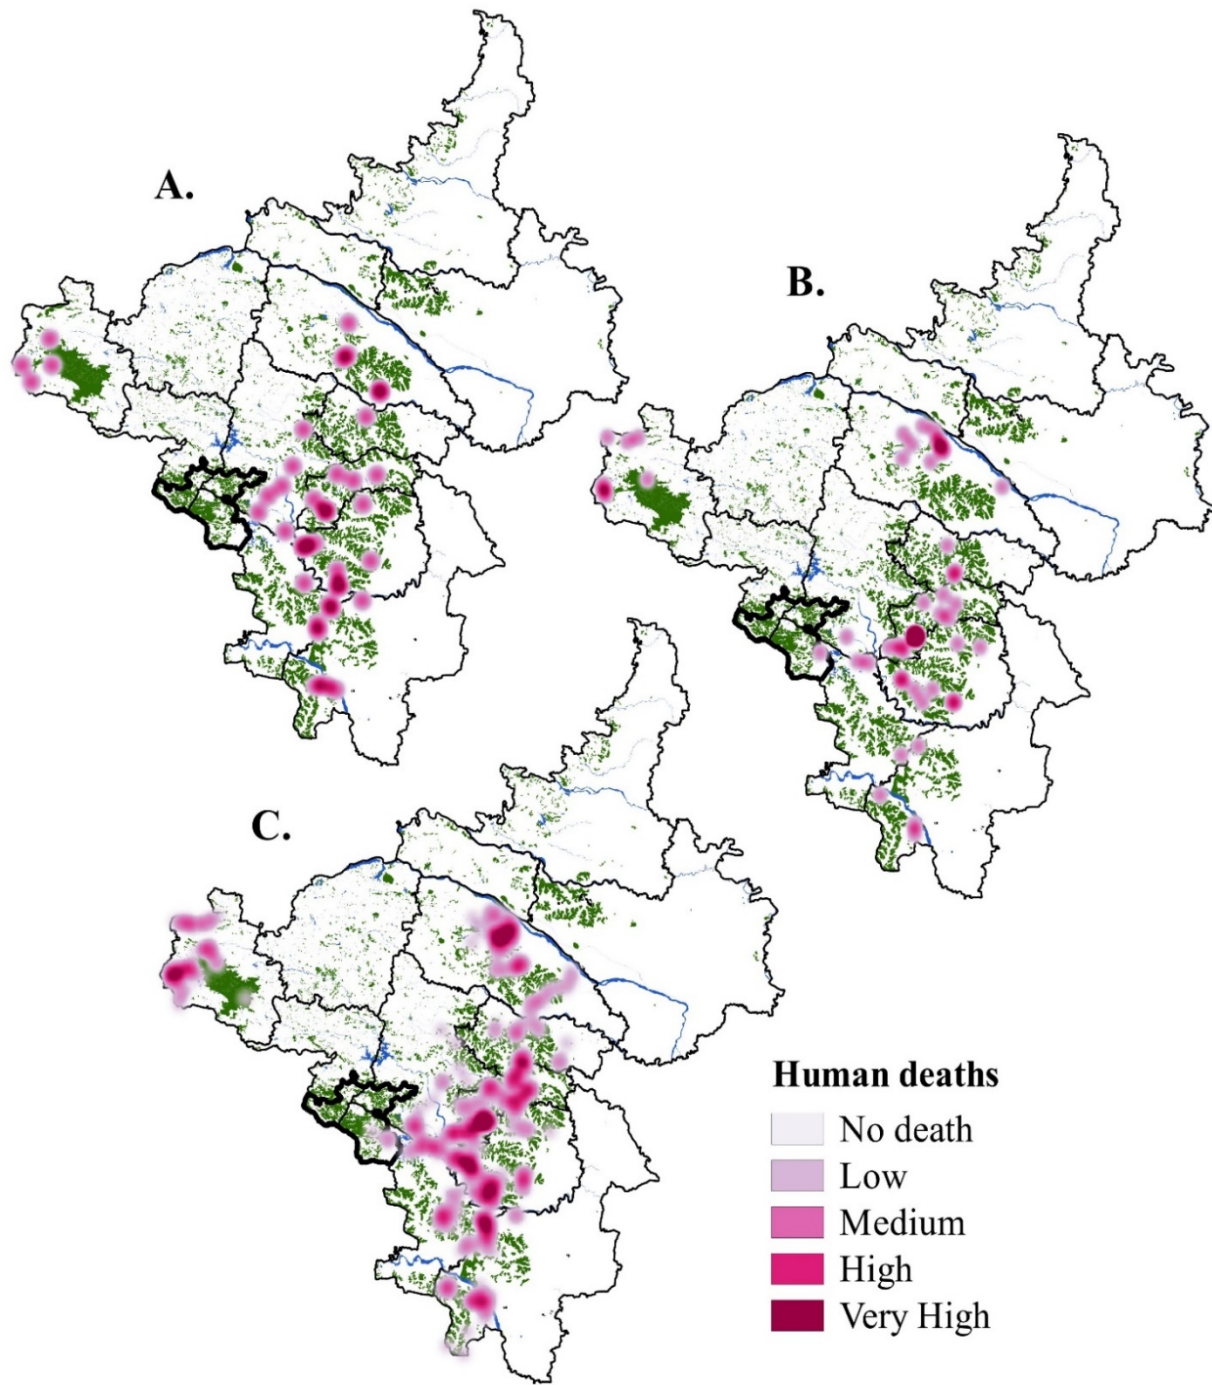 A.
B.
C.
Human deaths
No death
Low
Medium
High
Very High